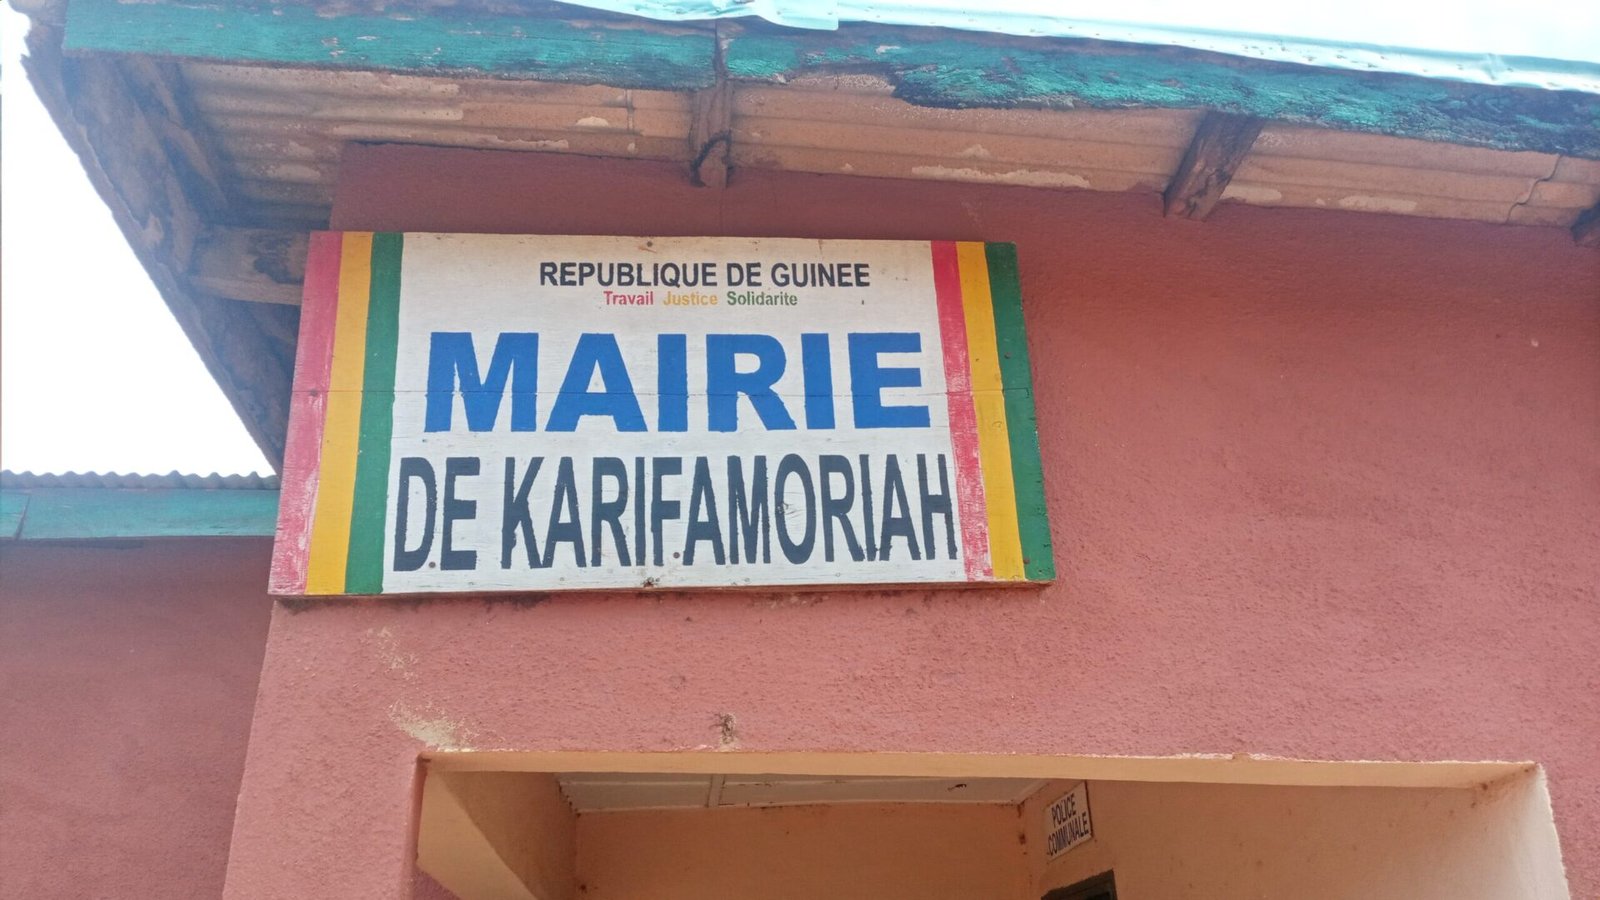 REPUBLIQUE DE GUINEE
Travail Justice Solidarite
MAIRIE
DE KARIFAMORIAH
POLICE
COMMUNALE